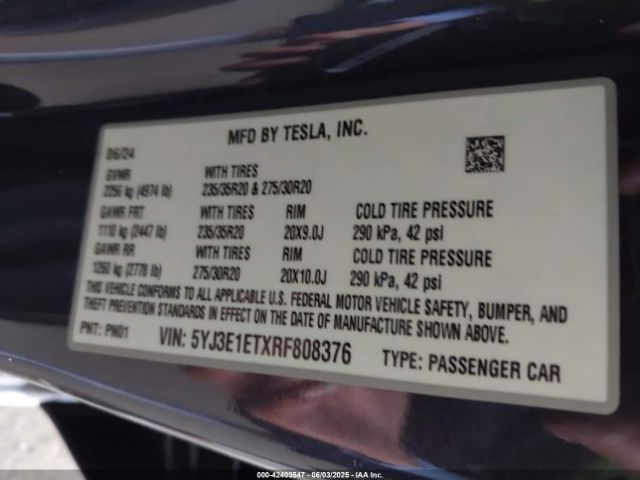 MFD BY TESLA, INC.
06/24
GVWR WITH TIRES
2256 kg (4974 lb) 235/35R20 & 275/30R20
GAWR FRT WITH TIRES RIM COLD TIRE PRESSURE
1110 kg (2447 lb) 235/35R20 20X9.0J 290 kPa, 42 psi
GAWR RR WITH TIRES RIM COLD TIRE PRESSURE
1260 kg (2778 lb) 275/30R20 20X10.0J 290 kPa, 42 psi
THIS VEHICLE CONFORMS TO ALL APPLICABLE U.S. FEDERAL MOTOR VEHICLE SAFETY, BUMPER, AND
THEFT PREVENTION STANDARDS IN EFFECT ON THE DATE OF MANUFACTURE SHOWN ABOVE.
PNT: PN01 VIN: 5YJ3E1ETXRF808376 TYPE: PASSENGER CAR
000-42403547 - 06/03/2025 - IAA Inc.